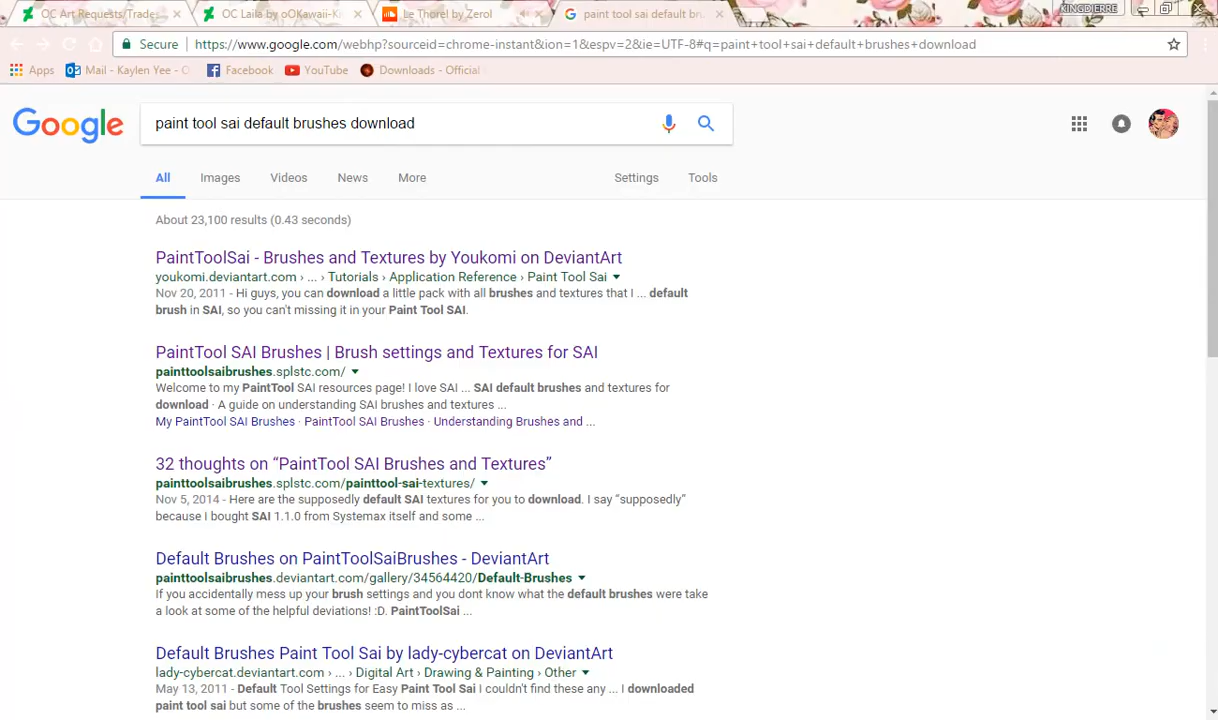 OC Art Requests/Trade
OC Laila by oOKawaii-K
Le Thorel by Zerol
paint tool sai default br
KINGDIERRE
Secure
https://www.google.com/webhp?sourceid=chrome-instant&ion=1&espv=2&ie=UTF-8#q=paint+tool+sai+default+brushes+download
Apps
Mail - Kaylen Yee - O
Facebook
YouTube
Downloads - Official
Google
paint tool sai default brushes download
All Images Videos News More Settings Tools
About 23,100 results (0.43 seconds)
PaintToolSai - Brushes and Textures by Youkomi on DeviantArt
youkomi.deviantart.com › ... › Tutorials › Application Reference › Paint Tool Sai
Nov 20, 2011 - Hi guys, you can download a little pack with all brushes and textures that I ... default
brush in SAI, so you can't missing it in your Paint Tool SAI.
PaintTool SAI Brushes | Brush settings and Textures for SAI
painttoolsaibrushes.splstc.com/
Welcome to my PaintTool SAI resources page! I love SAI ... SAI default brushes and textures for
download · A guide on understanding SAI brushes and textures ...
My PaintTool SAI Brushes · PaintTool SAI Brushes · Understanding Brushes and ...
32 thoughts on “PaintTool SAI Brushes and Textures”
painttoolsaibrushes.splstc.com/painttool-sai-textures/
Nov 5, 2014 - Here are the supposedly default SAI textures for you to download. I say “supposedly”
because i bought SAI 1.1.0 from Systemax itself and some ...
Default Brushes on PaintToolSaiBrushes - DeviantArt
painttoolsaibrushes.deviantart.com/gallery/34564420/Default-Brushes
If you accidentally mess up your brush settings and you dont know what the default brushes were take
a look at some of the helpful deviations! :D. PaintToolSai ...
Default Brushes Paint Tool Sai by lady-cybercat on DeviantArt
lady-cybercat.deviantart.com › ... › Digital Art › Drawing & Painting › Other
May 13, 2011 - Default Tool Settings for Easy Paint Tool Sai I couldn't find these any ... I downloaded
paint tool sai but some of the brushes seem to miss as ...